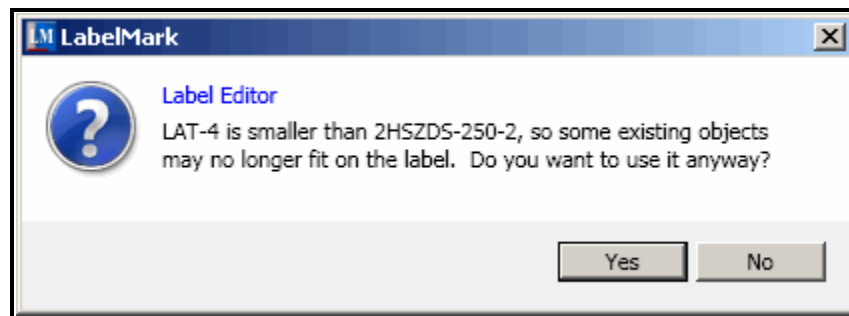 LM LabelMark
Label Editor
LAT-4 is smaller than 2HSZDS-250-2, so some existing objects
may no longer fit on the label.  Do you want to use it anyway?
Yes No